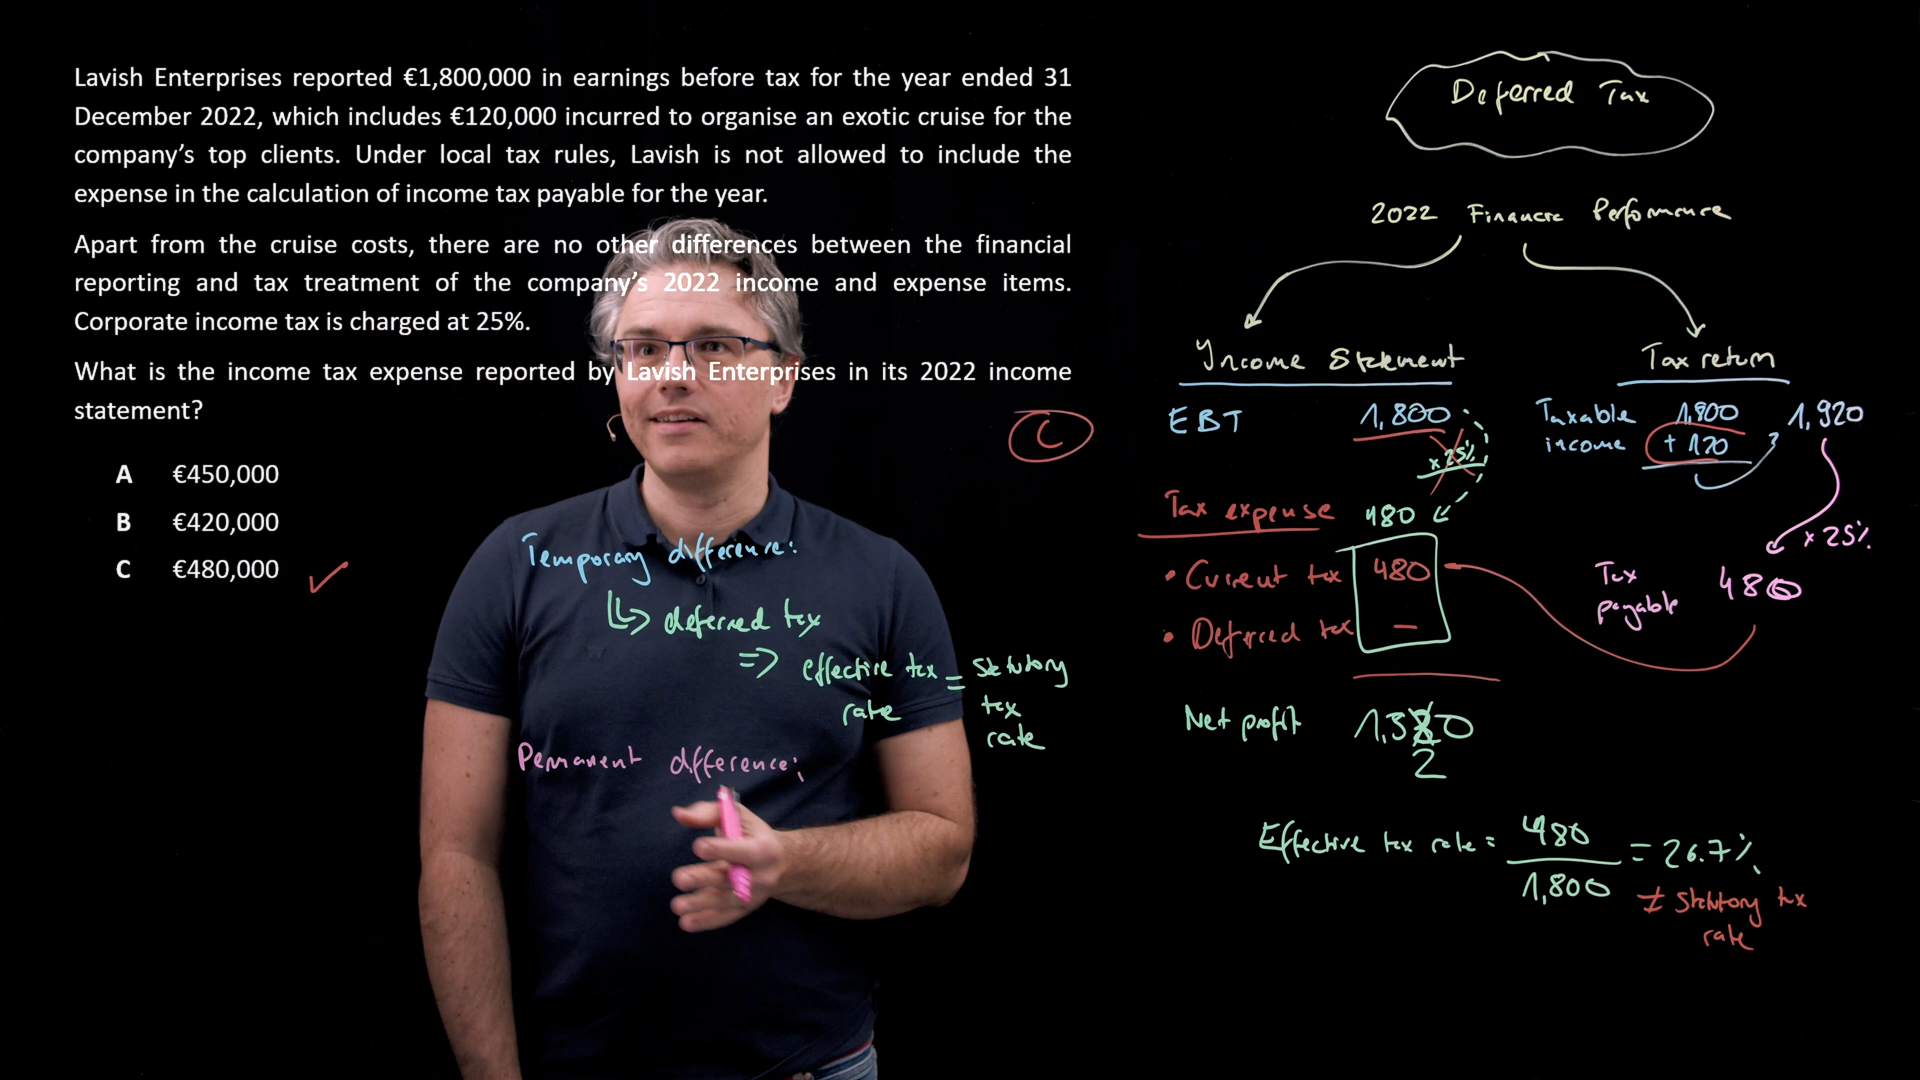 Lavish Enterprises reported €1,800,000 in earnings before tax for the year ended 31
December 2022, which includes €120,000 incurred to organise an exotic cruise for the
company's top clients. Under local tax rules, Lavish is not allowed to include the
expense in the calculation of income tax payable for the year.
Apart from the cruise costs, there are no other differences between the financial
reporting and tax treatment of the company's 2022 income and expense items.
Corporate income tax is charged at 25%.
What is the income tax expense reported by Lavish Enterprises in its 2022 income
statement?
A €450,000
B €420,000
C €480,000
C
Temporary difference:
deferred tax
=> effective tax = statutory
rate tax
rate
Permanent difference:
Deferred Tax
2022 Finance Performance
Income Statement
EBT 1,800
x 25%
Tax expense 480
• Current tax 480
• Deferred tax –
Net profit 1,320
Tax return
Taxable 1,800 1,920
income + 120
x 25%
Tax 480
payable
Effective tax rate = 480 = 26.7%
1,800
≠ Statutory tax
rate